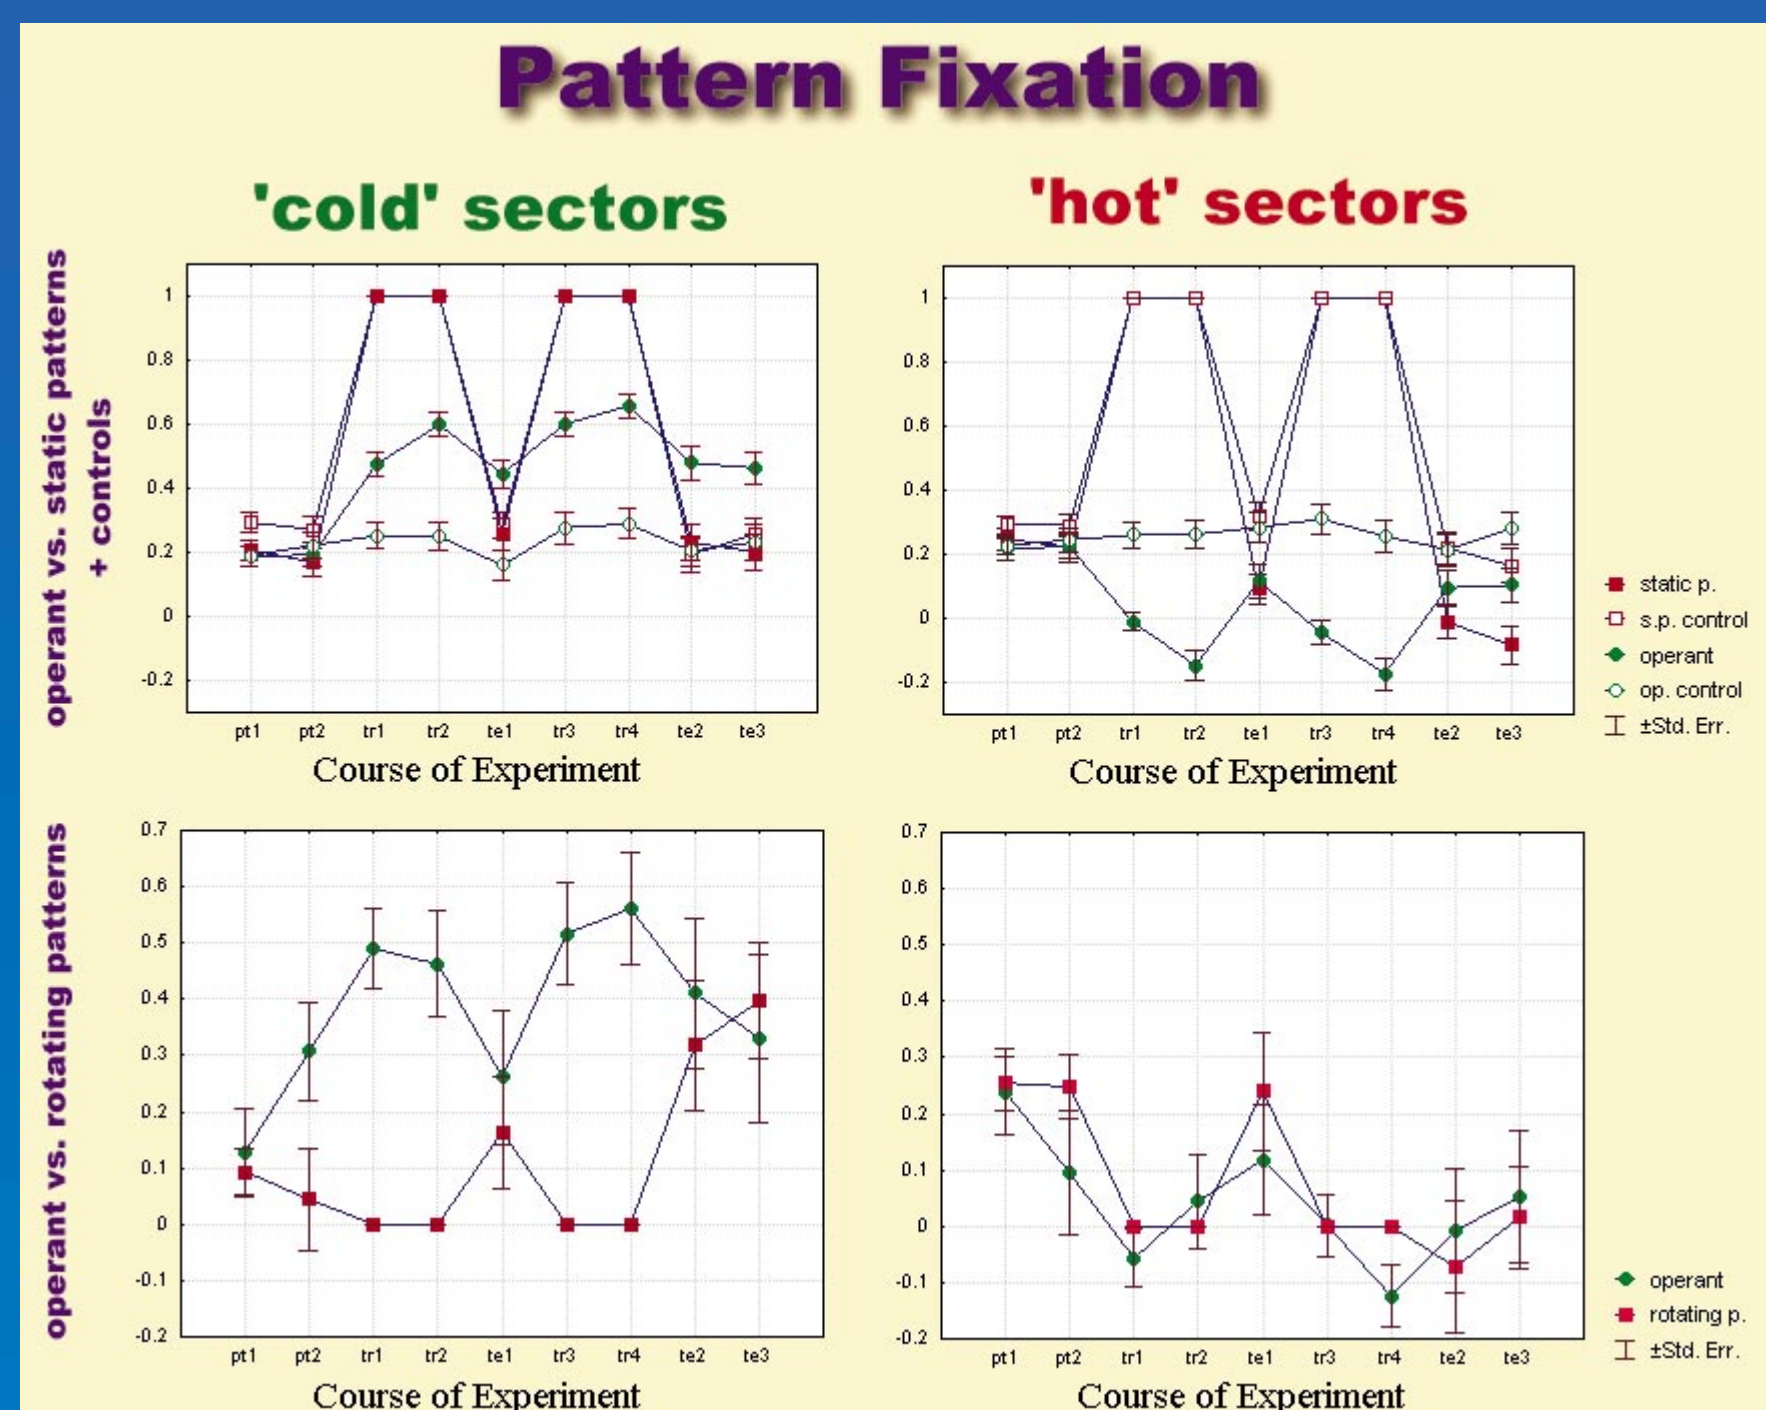 Pattern Fixation
'cold' sectors
'hot' sectors
operant vs. static patterns
+ controls
1
0.8
0.6
0.4
0.2
0
-0.2
pt1 pt2 tr1 tr2 te1 tr3 tr4 te2 te3
Course of Experiment
1
0.8
0.6
0.4
0.2
0
-0.2
pt1 pt2 tr1 tr2 te1 tr3 tr4 te2 te3
Course of Experiment
static p.
s.p. control
operant
op. control
±Std. Err.
operant vs. rotating patterns
0.7
0.6
0.5
0.4
0.3
0.2
0.1
0
-0.1
-0.2
pt1 pt2 tr1 tr2 te1 tr3 tr4 te2 te3
Course of Experiment
0.7
0.6
0.5
0.4
0.3
0.2
0.1
0
-0.1
-0.2
pt1 pt2 tr1 tr2 te1 tr3 tr4 te2 te3
Course of Experiment
operant
rotating p.
±Std. Err.